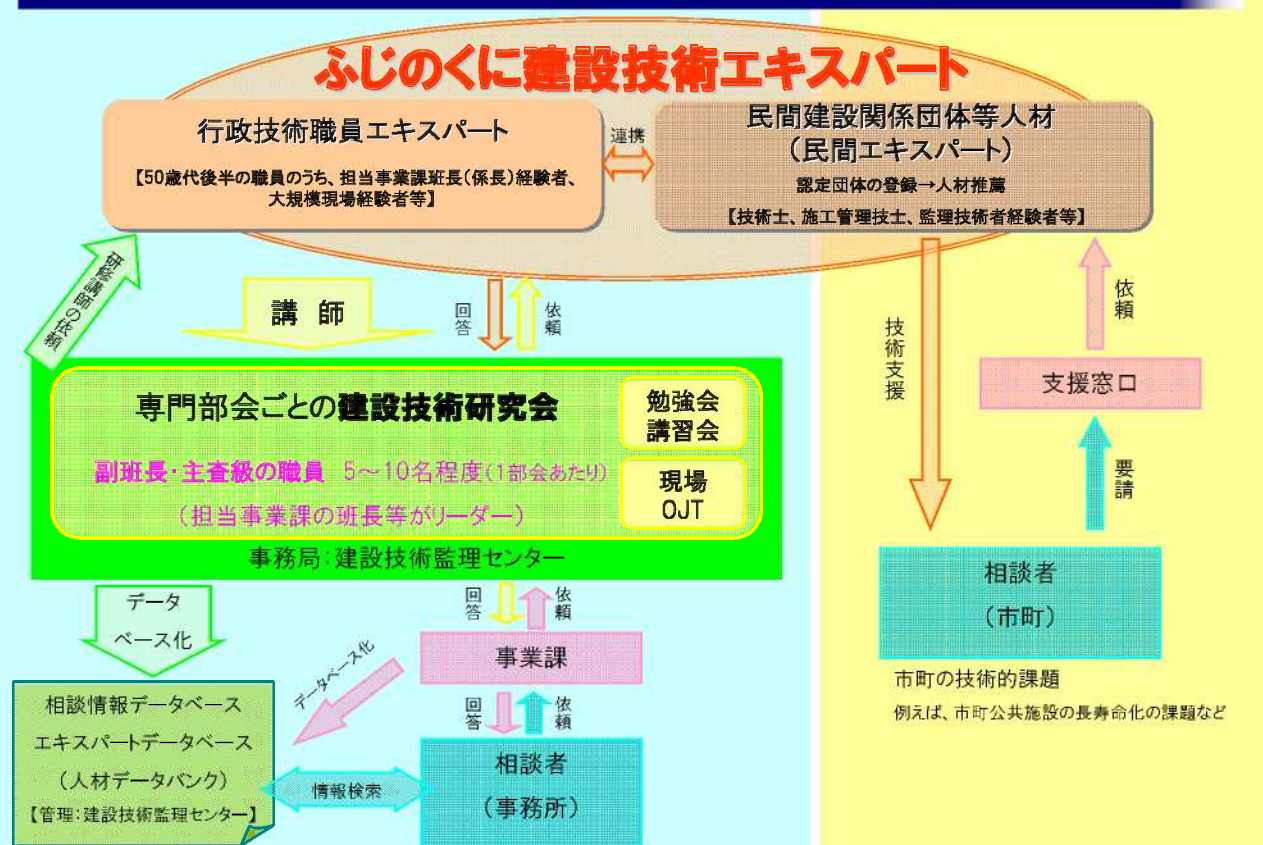 ふじのくに建設技術エキスパート
行政技術職員エキスパート
【50歳代後半の職員のうち、担当事業課班長(係長)経験者、
大規模現場経験者等】
連携
民間建設関係団体等人材
(民間エキスパート)
認定団体の登録→人材推薦
【技術士、施工管理技士、監理技術者経験者等】
研修講師の依頼
講 師
回答
依頼
技術支援
依頼
支援窓口
要請
専門部会ごとの建設技術研究会
副班長・主査級の職員 5~10名程度(1部会あたり)
(担当事業課の班長等がリーダー)
勉強会
講習会
現場
OJT
事務局:建設技術監理センター
相談者
(市町)
市町の技術的課題
例えば、市町公共施設の長寿命化の課題など
データ
ベース化
回答
依頼
事業課
データベース化
回答
依頼
相談情報データベース
エキスパートデータベース
(人材データバンク)
【管理:建設技術監理センター】
情報検索
相談者
(事務所)